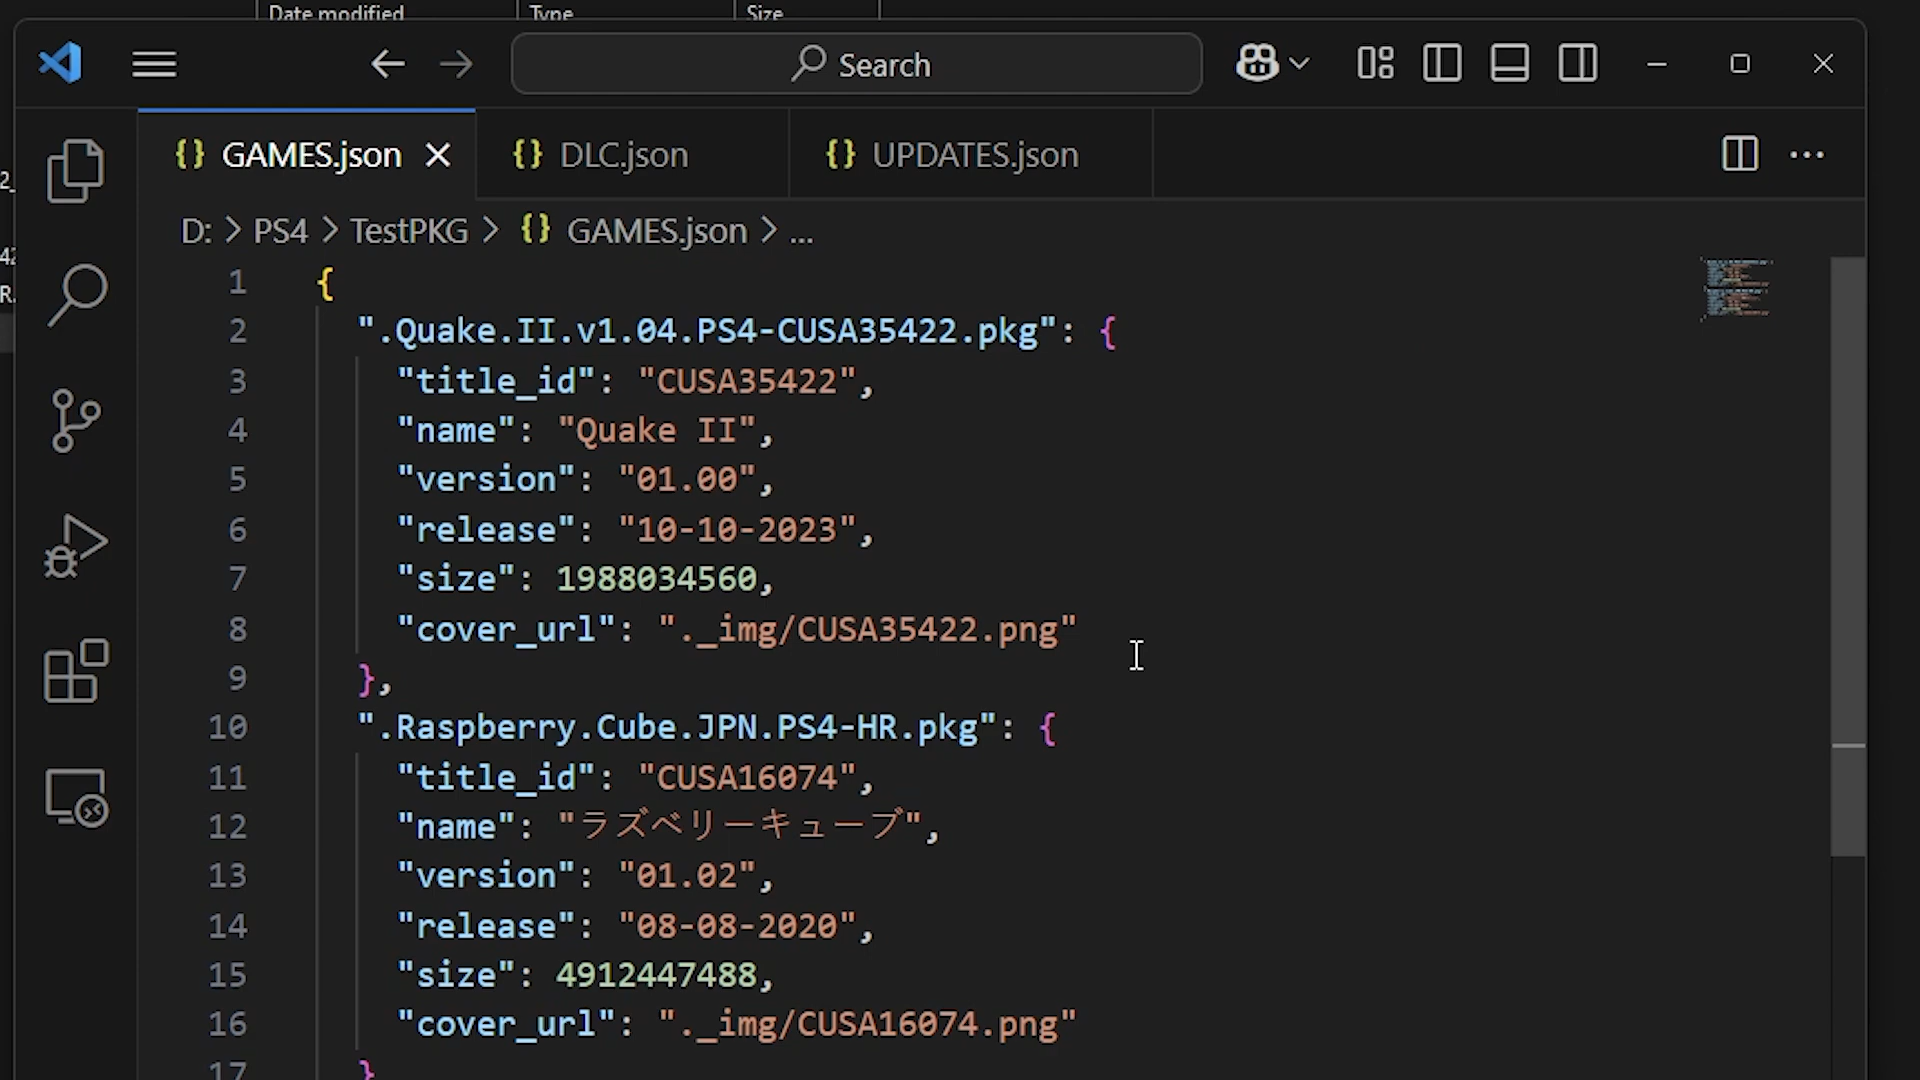 Date modified
Type
Size
Search
{} GAMES.json
{} DLC.json
{} UPDATES.json
D: > PS4 > TestPKG > {} GAMES.json > ...
1 {
2 ".Quake.II.v1.04.PS4-CUSA35422.pkg": {
3 "title_id": "CUSA35422",
4 "name": "Quake II",
5 "version": "01.00",
6 "release": "10-10-2023",
7 "size": 1988034560,
8 "cover_url": "._img/CUSA35422.png"
9 },
10 ".Raspberry.Cube.JPN.PS4-HR.pkg": {
11 "title_id": "CUSA16074",
12 "name": "ラズベリーキューブ",
13 "version": "01.02",
14 "release": "08-08-2020",
15 "size": 4912447488,
16 "cover_url": "._img/CUSA16074.png"
17 }